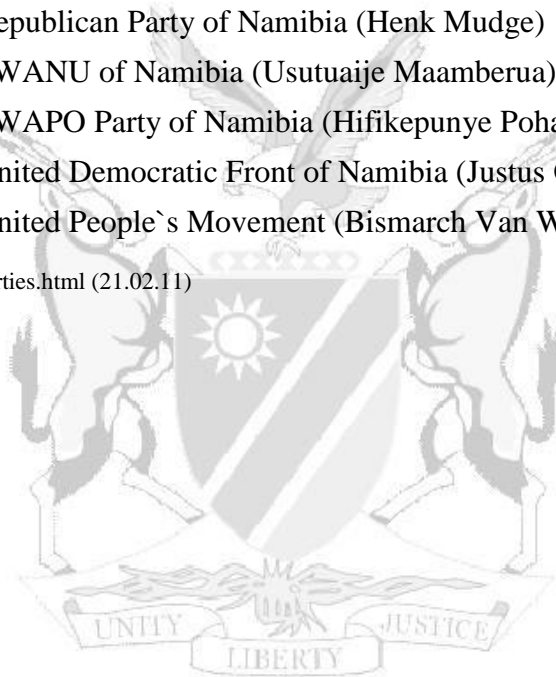 epublican Party of Namibia (Henk Mudge)
WANU of Namibia (Usutuaije Maamberua)
WAPO Party of Namibia (Hifikepunye Poha
nited Democratic Front of Namibia (Justus
nited People`s Movement (Bismarch Van W
rties.html (21.02.11)
UNITY
LIBERTY
JUSTICE